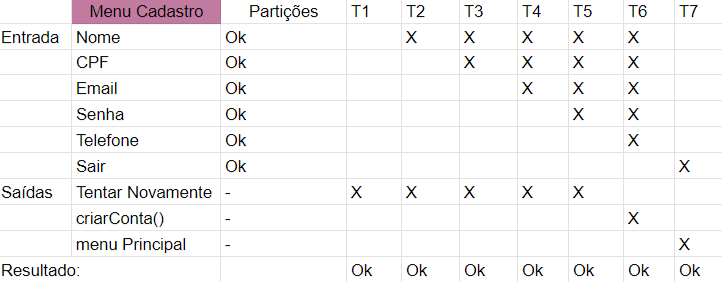 Menu Cadastro Partições T1 T2 T3 T4 T5 T6 T7
Entrada Nome Ok X X X X X
CPF Ok X X X X
Email Ok X X X
Senha Ok X X
Telefone Ok X
Sair Ok X
Saídas Tentar Novamente - X X X X X
criarConta() - X
menu Principal - X
Resultado: Ok Ok Ok Ok Ok Ok Ok